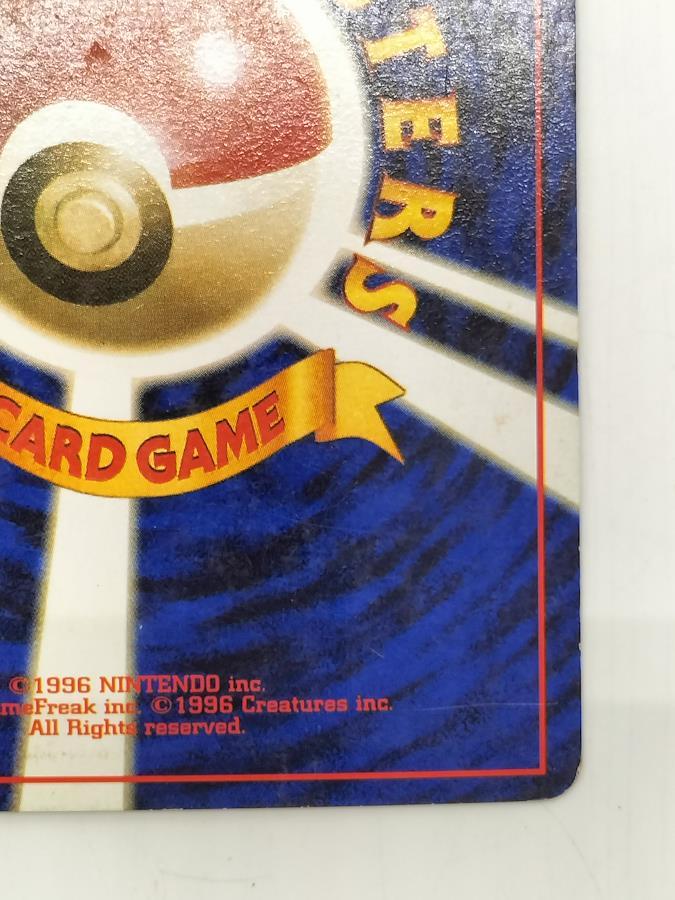 TERS
CARD GAME
©1996 NINTENDO inc.
meFreak inc. ©1996 Creatures inc.
All Rights reserved.